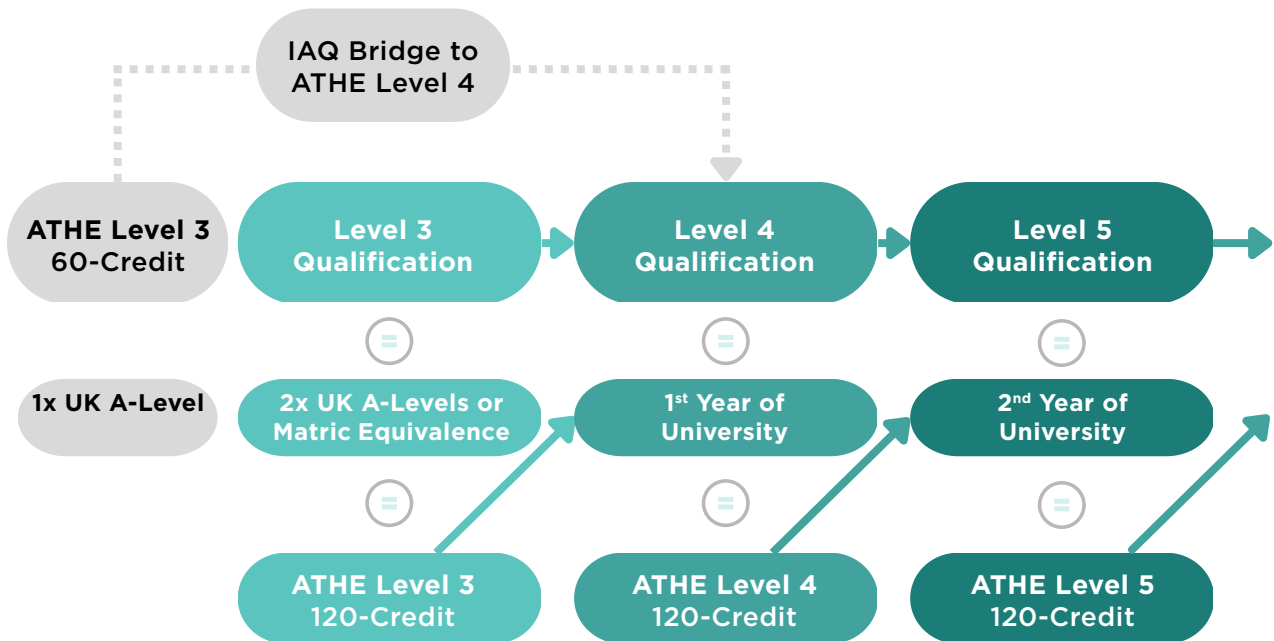 IAQ Bridge to
ATHE Level 4
ATHE Level 3
60-Credit
Level 3
Qualification
Level 4
Qualification
Level 5
Qualification
=
=
=
1x UK A-Level
2x UK A-Levels or
Matric Equivalence
1st Year of
University
2nd Year of
University
=
=
=
ATHE Level 3
120-Credit
ATHE Level 4
120-Credit
ATHE Level 5
120-Credit